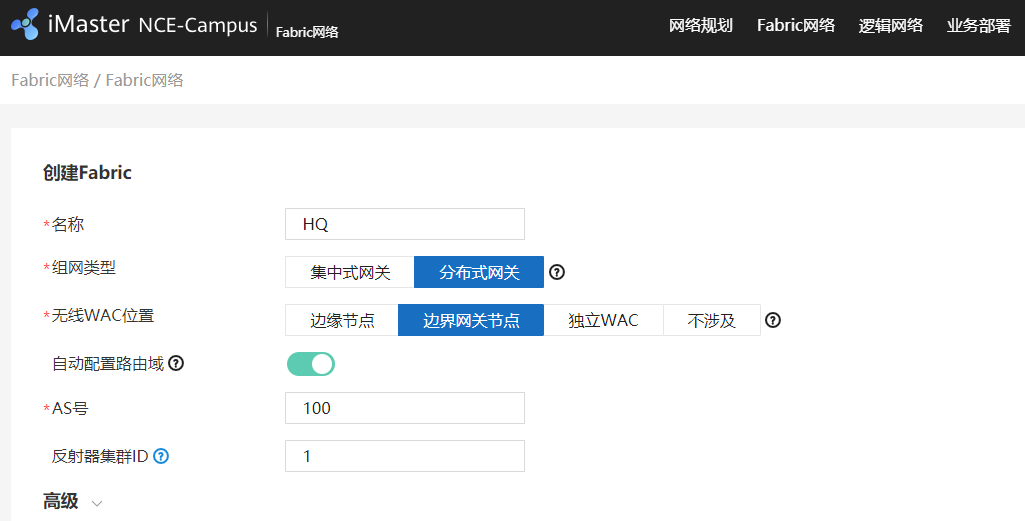 iMaster NCE-Campus Fabric网络 网络规划 Fabric网络 逻辑网络 业务部署
Fabric网络 / Fabric网络
创建Fabric
*名称 HQ
*组网类型 集中式网关 分布式网关 ?
*无线WAC位置 边缘节点 边界网关节点 独立WAC 不涉及 ?
自动配置路由域 ?
*AS号 100
反射器集群ID ? 1
高级